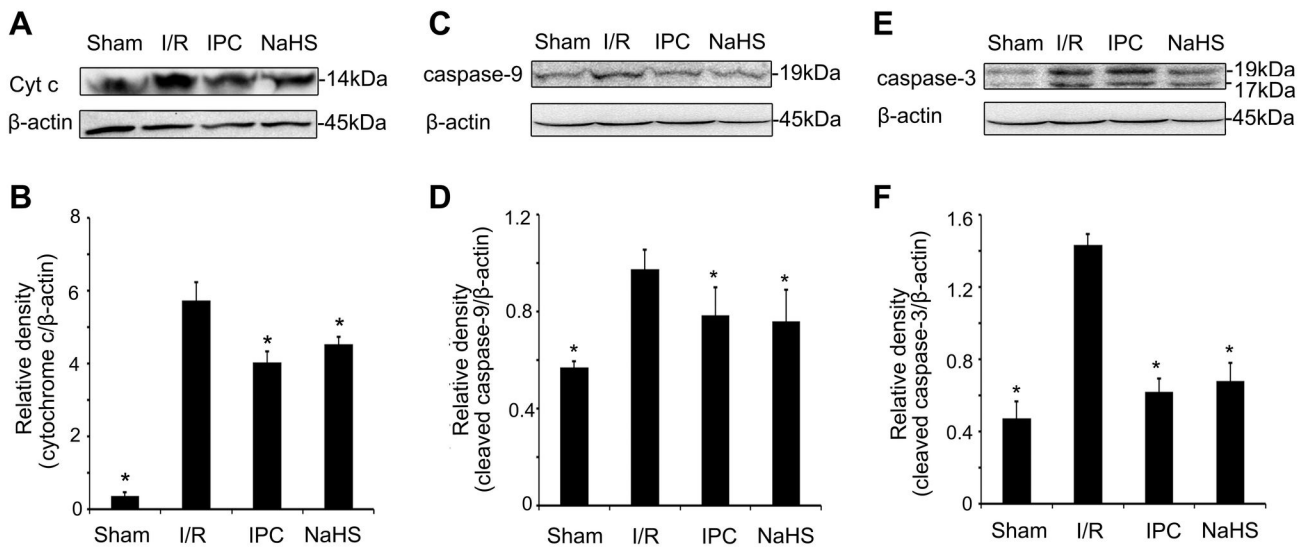 A
Sham I/R IPC NaHS
Cyt c
-14kDa
β-actin
-45kDa
B
Relative density
(cytochrome c/β-actin)
8
6
4
2
0
* * *
Sham I/R IPC NaHS
C
Sham I/R IPC NaHS
caspase-9
-19kDa
β-actin
-45kDa
D
Relative density
(cleaved caspase-9/β-actin)
1.2
0.8
0.4
0
* * *
Sham I/R IPC NaHS
E
Sham I/R IPC NaHS
caspase-3
-19kDa
17kDa
β-actin
-45kDa
F
Relative density
(cleaved caspase-3/β-actin)
1.6
1.2
0.8
0.4
0
* * *
Sham I/R IPC NaHS